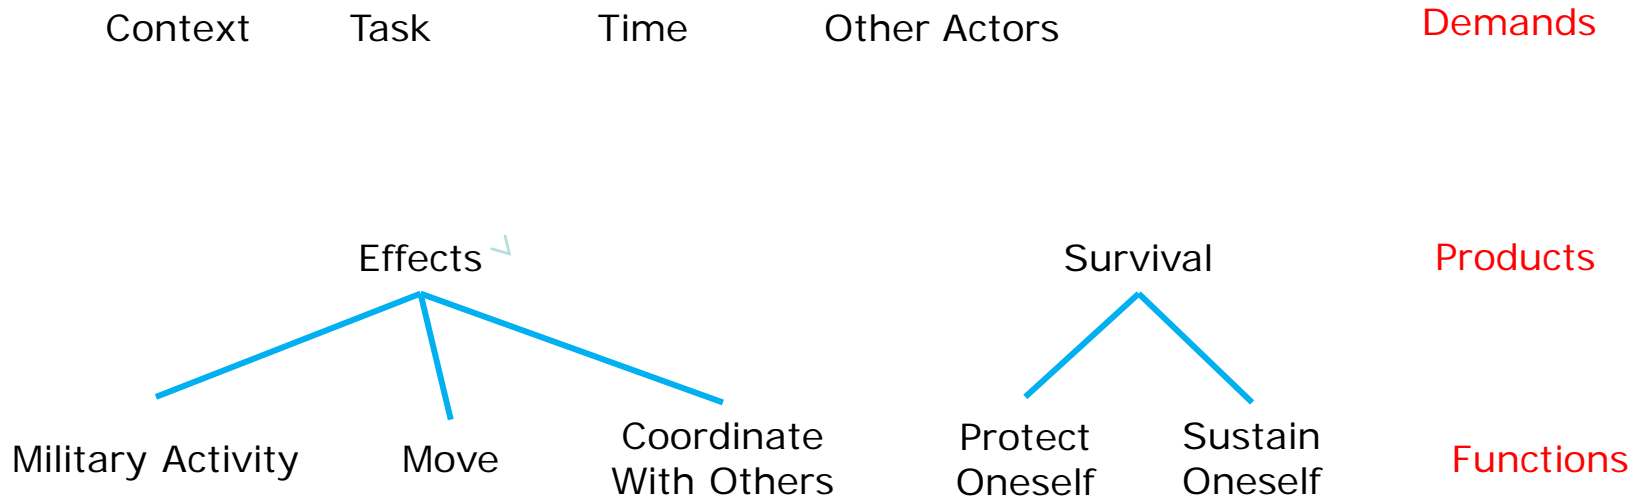 Context Task Time Other Actors Demands
Effects Survival Products
Military Activity Move Coordinate With Others Protect Oneself Sustain Oneself Functions